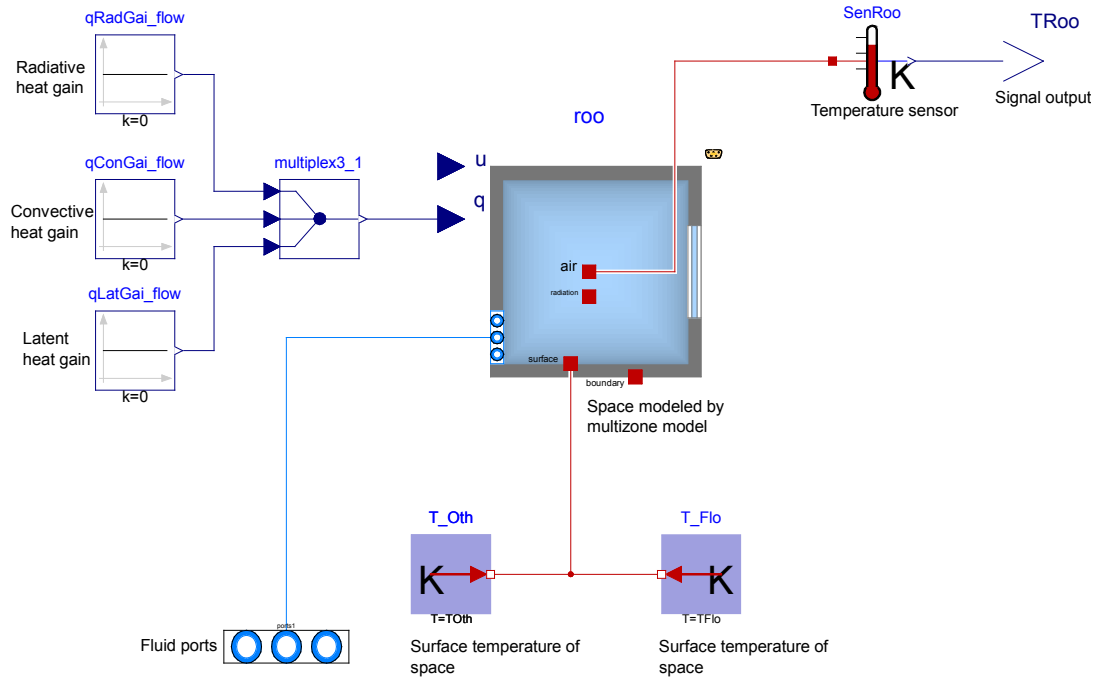 qRadGai_flow
Radiative
heat gain
k=0
qConGai_flow
Convective
heat gain
k=0
qLatGai_flow
Latent
heat gain
k=0
multiplex3_1
u
q
roo
air
radiation
surface
boundary
Space modeled by
multizone model
SenRoo
K
Temperature sensor
TRoo
Signal output
ports1
Fluid ports
T_Oth
K
T=TOth
Surface temperature of
space
T_Flo
K
T=TFlo
Surface temperature of
space